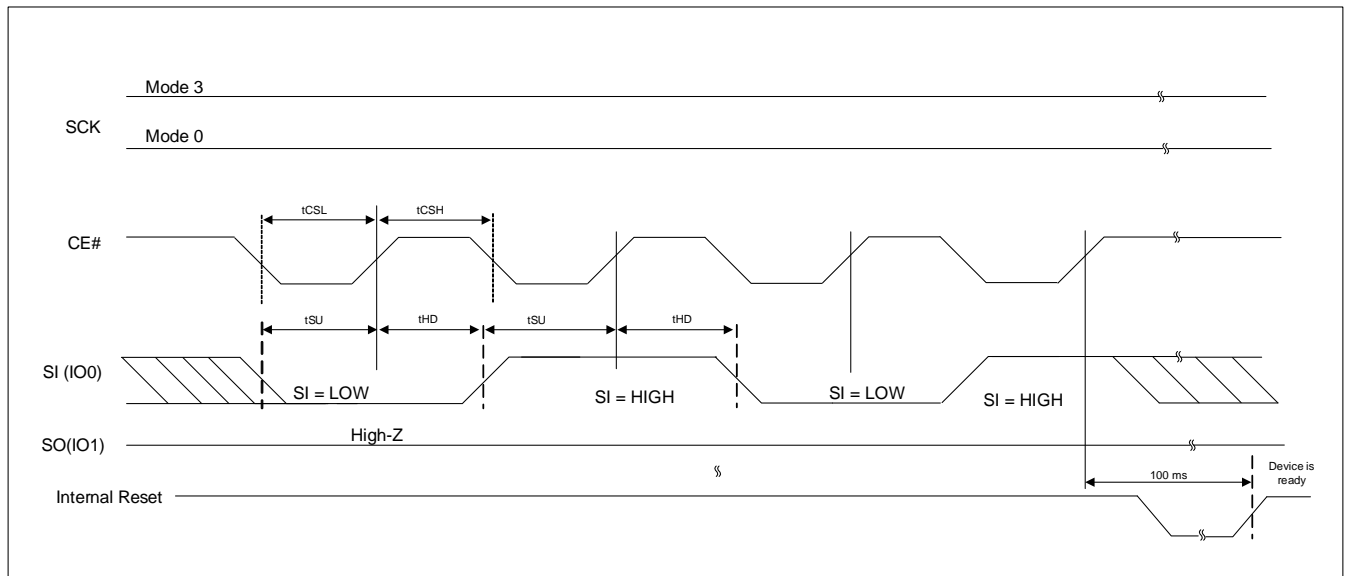 Mode 3
SCK
Mode 0
tCSL
tCSH
CE#
tSU
tHD
tSU
tHD
SI (IO0)
SI = LOW
SI = HIGH
SI = LOW
SI = HIGH
High-Z
SO(IO1)
100 ms
Device is
ready
Internal Reset